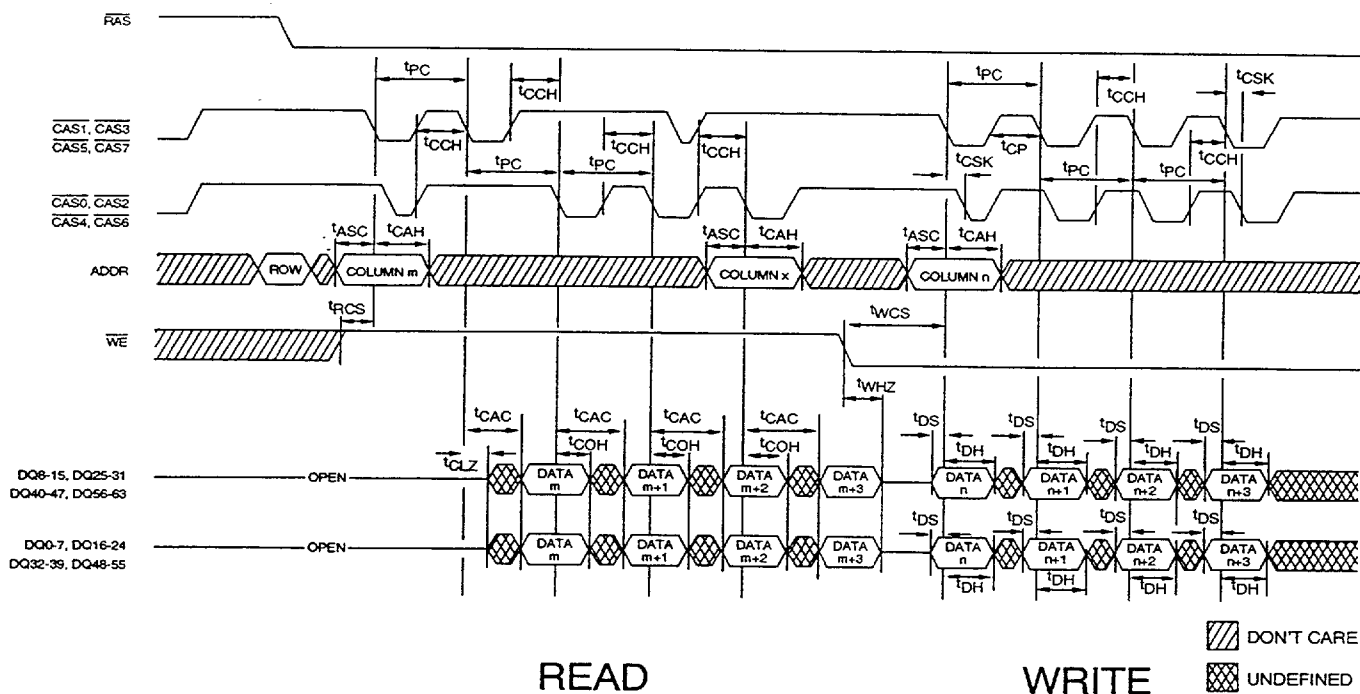 RAS
tPC
tCCH
tPC
tCCH
tCSK
CAS1, CAS3
CAS5, CAS7
tCCH
tCCH
tCCH
tCP
tCCH
tPC
tPC
tCSK
tPC
tPC
CAS0, CAS2
CAS4, CAS6
tASC
tCAH
tASC
tCAH
tASC
tCAH
ADDR
ROW
COLUMN m
COLUMN x
COLUMN n
tRCS
tWCS
WE
tWHZ
tCAC
tCAC
tCAC
tCAC
tDS
tDS
tDS
tDS
tCLZ
tCOH
tCOH
tCOH
tDH
tDH
tDH
tDH
DQ8-15, DQ25-31
DQ40-47, DQ56-63
OPEN
DATA m
DATA m+1
DATA m+2
DATA m+3
DATA n
DATA n+1
DATA n+2
DATA n+3
tDS
tDS
tDS
tDS
DQ0-7, DQ16-24
DQ32-39, DQ48-55
OPEN
DATA m
DATA m+1
DATA m+2
DATA m+3
DATA n
DATA n+1
DATA n+2
DATA n+3
tDH
tDH
tDH
tDH
DON'T CARE
UNDEFINED
READ
WRITE